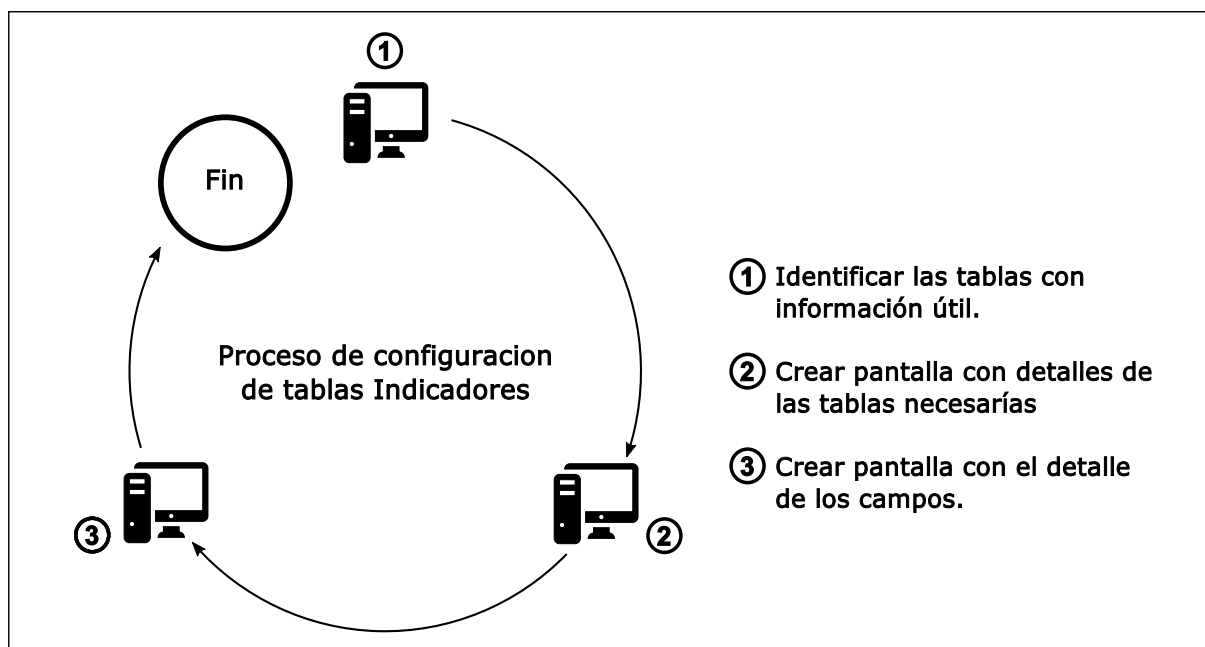 1
Fin
Proceso de configuracion
de tablas Indicadores
3
2
1 Identificar las tablas con
información útil.
2 Crear pantalla con detalles de
las tablas necesarías
3 Crear pantalla con el detalle
de los campos.